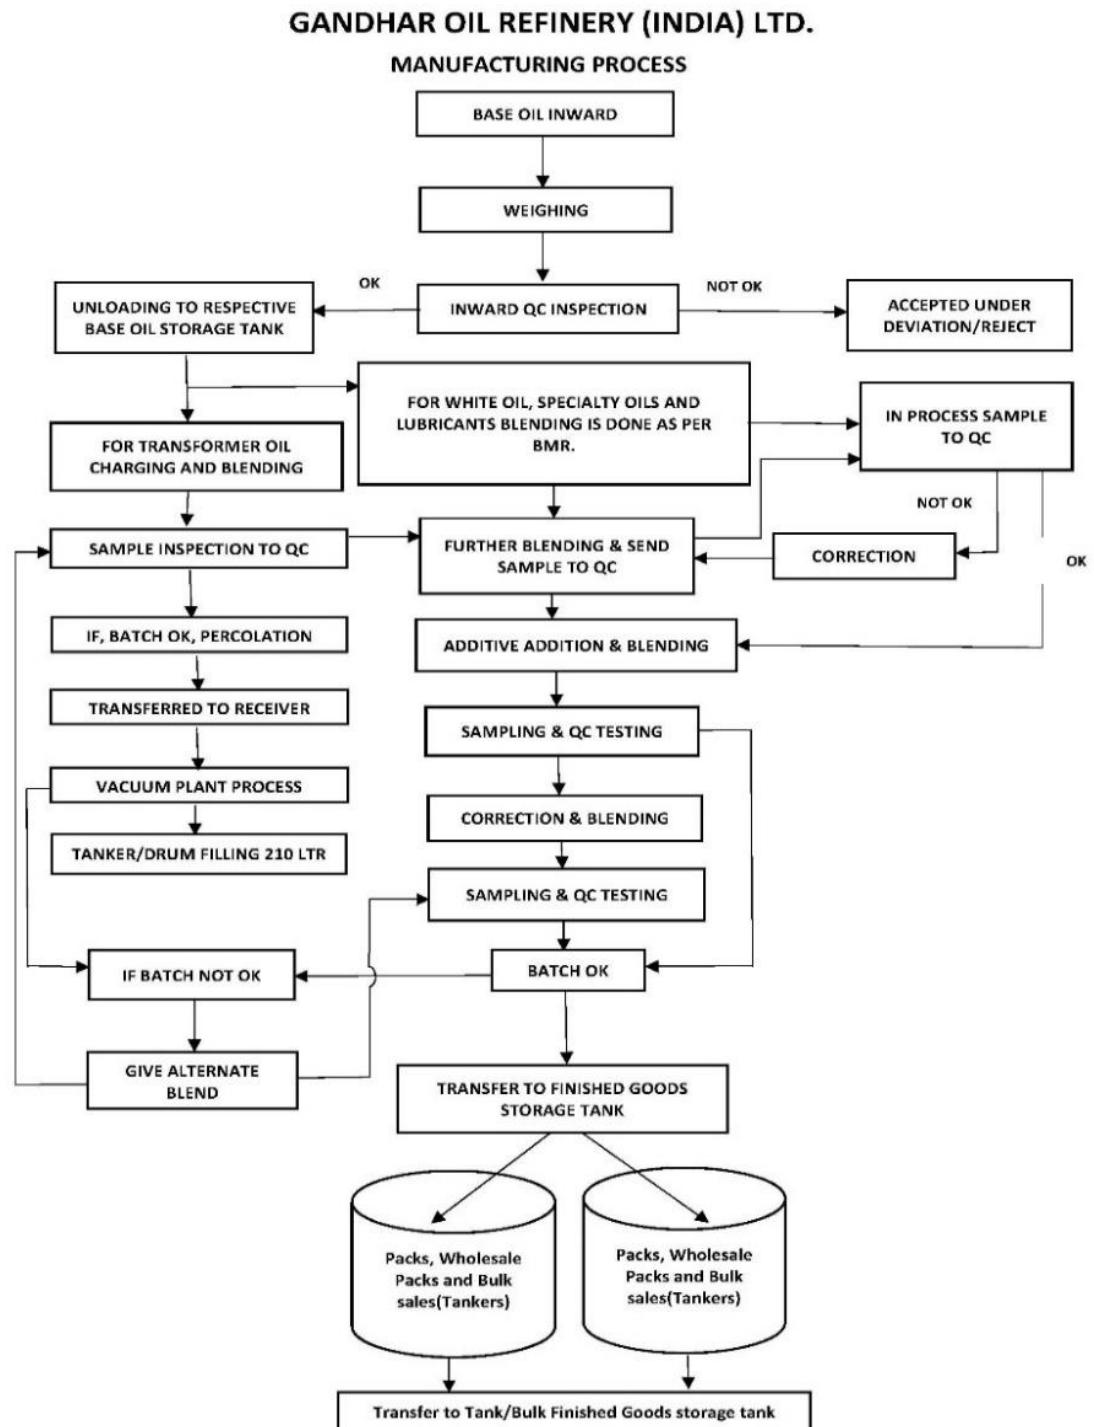 GANDHAR OIL REFINERY (INDIA) LTD.
MANUFACTURING PROCESS
BASE OIL INWARD
WEIGHING
OK
NOT OK
UNLOADING TO RESPECTIVE
BASE OIL STORAGE TANK
INWARD QC INSPECTION
ACCEPTED UNDER
DEVIATION/REJECT
FOR WHITE OIL, SPECIALTY OILS AND
LUBRICANTS BLENDING IS DONE AS PER
BMR.
IN PROCESS SAMPLE
TO QC
FOR TRANSFORMER OIL
CHARGING AND BLENDING
NOT OK
SAMPLE INSPECTION TO QC
FURTHER BLENDING & SEND
SAMPLE TO QC
CORRECTION
OK
IF, BATCH OK, PERCOLATION
ADDITIVE ADDITION & BLENDING
TRANSFERRED TO RECEIVER
SAMPLING & QC TESTING
VACUUM PLANT PROCESS
CORRECTION & BLENDING
TANKER/DRUM FILLING 210 LTR
SAMPLING & QC TESTING
IF BATCH NOT OK
BATCH OK
GIVE ALTERNATE
BLEND
TRANSFER TO FINISHED GOODS
STORAGE TANK
Packs, Wholesale
Packs and Bulk
sales(Tankers)
Packs, Wholesale
Packs and Bulk
sales(Tankers)
Transfer to Tank/Bulk Finished Goods storage tank